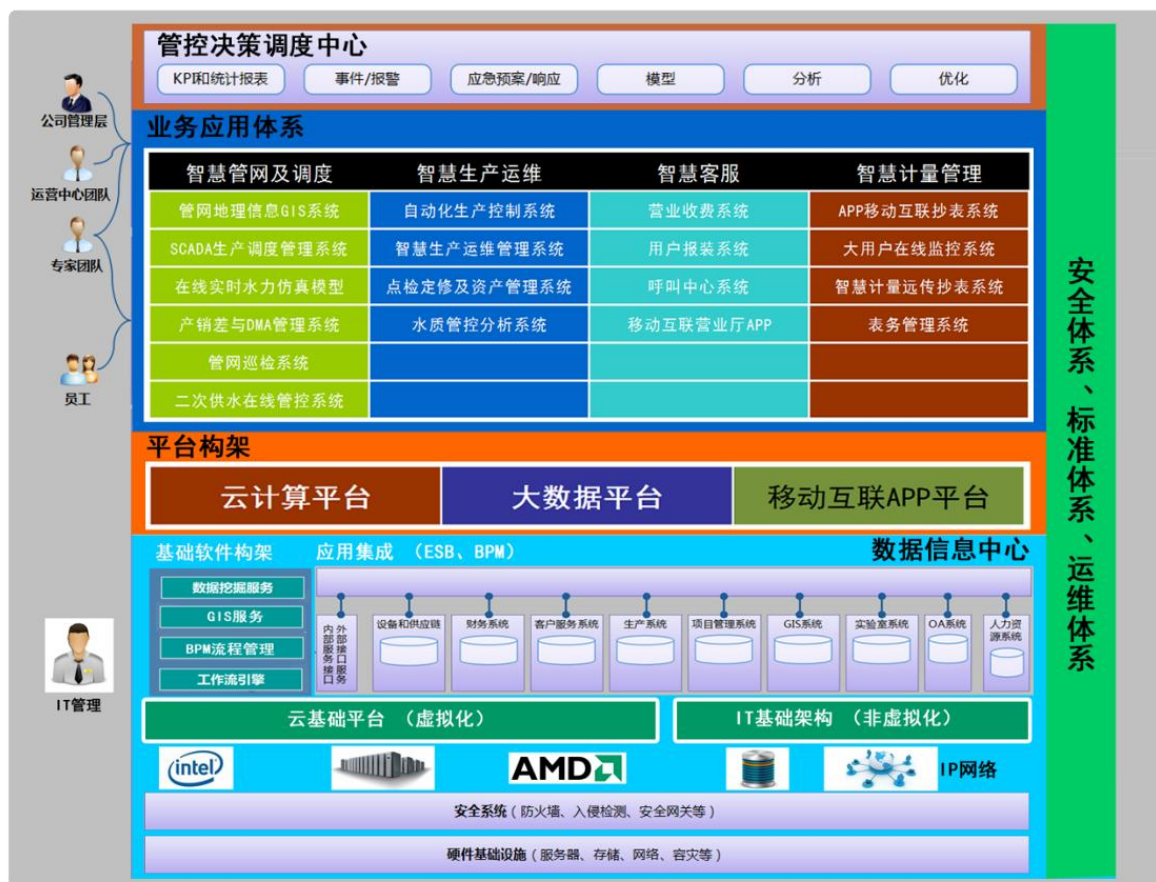 管控决策调度中心
KPI和统计报表
事件/报警
应急预案/响应
模型
分析
优化
公司管理层
运营中心团队
专家团队
员工
业务应用体系
智慧管网及调度
智慧生产运维
智慧客服
智慧计量管理
管网地理信息GIS系统
自动化生产控制系统
营业收费系统
APP移动互联抄表系统
SCADA生产调度管理系统
智慧生产运维管理系统
用户报装系统
大用户在线监控系统
在线实时水力仿真模型
点检定修及资产管理系统
呼叫中心系统
智慧计量远传抄表系统
产销差与DMA管理系统
水质管控分析系统
移动互联营业厅APP
表务管理系统
管网巡检系统
二次供水在线管控系统
平台构架
云计算平台
大数据平台
移动互联APP平台
基础软件构架
应用集成 （ESB、BPM）
数据信息中心
数据挖掘服务
GIS服务
BPM流程管理
工作流引擎
内部服务接口
外部接口服务
设备和供应链
财务系统
客户服务系统
生产系统
项目管理系统
GIS系统
实验室系统
OA系统
人力资
源系统
IT管理
云基础平台 （虚拟化）
IT基础架构 （非虚拟化）
intel
AMD
IP网络
安全系统（防火墙、入侵检测、安全网关等）
硬件基础设施（服务器、存储、网络、容灾等）
安全体系、标准体系、运维体系